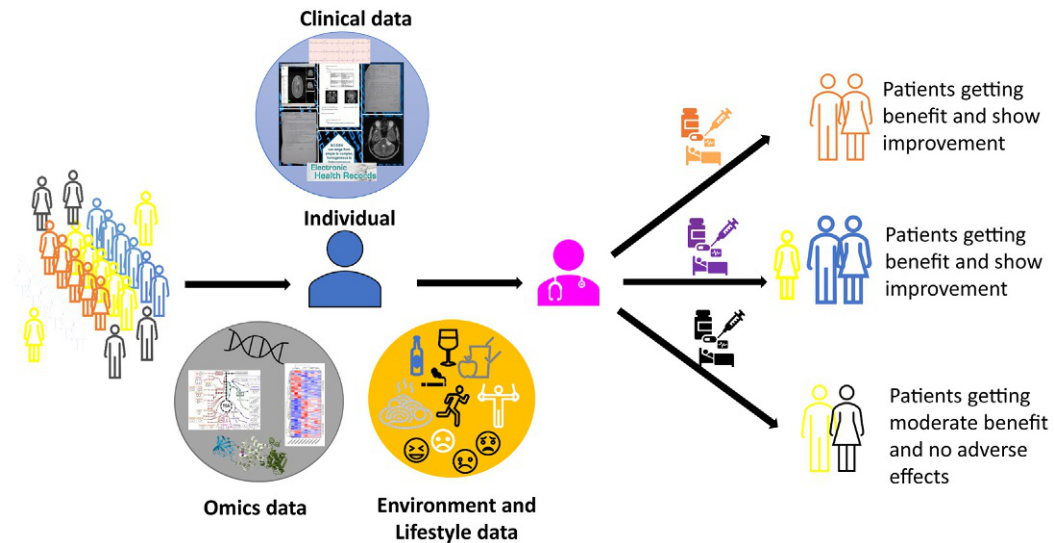 Clinical data
Electronic
Health Records
Individual
Omics data
Environment and
Lifestyle data
Patients getting
benefit and show
improvement
Patients getting
benefit and show
improvement
Patients getting
moderate benefit
and no adverse
effects